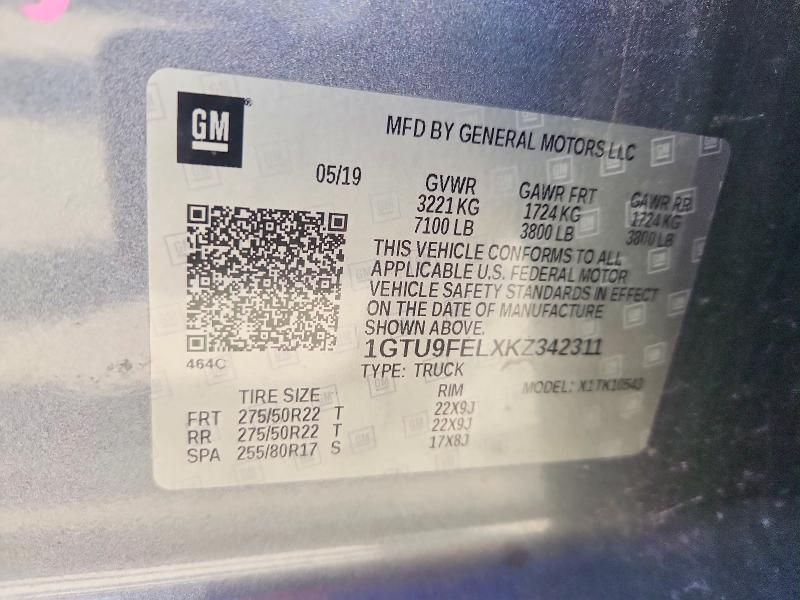 GM
MFD BY GENERAL MOTORS LLC
05/19
GVWR GAWR FRT GAWR RR
3221 KG 1724 KG 1724 KG
7100 LB 3800 LB 3800 LB
THIS VEHICLE CONFORMS TO ALL
APPLICABLE U.S. FEDERAL MOTOR
VEHICLE SAFETY STANDARDS IN EFFECT
ON THE DATE OF MANUFACTURE
SHOWN ABOVE.
464C
1GTU9FELXKZ342311
TYPE: TRUCK
MODEL: X1TK10543
TIRE SIZE RIM
FRT 275/50R22 T 22X9J
RR 275/50R22 T 22X9J
SPA 255/80R17 S 17X8J